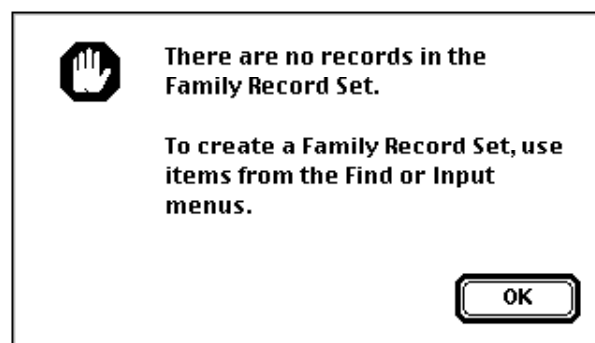 There are no records in the
Family Record Set.
To create a Family Record Set, use
items from the Find or Input
menus.
OK